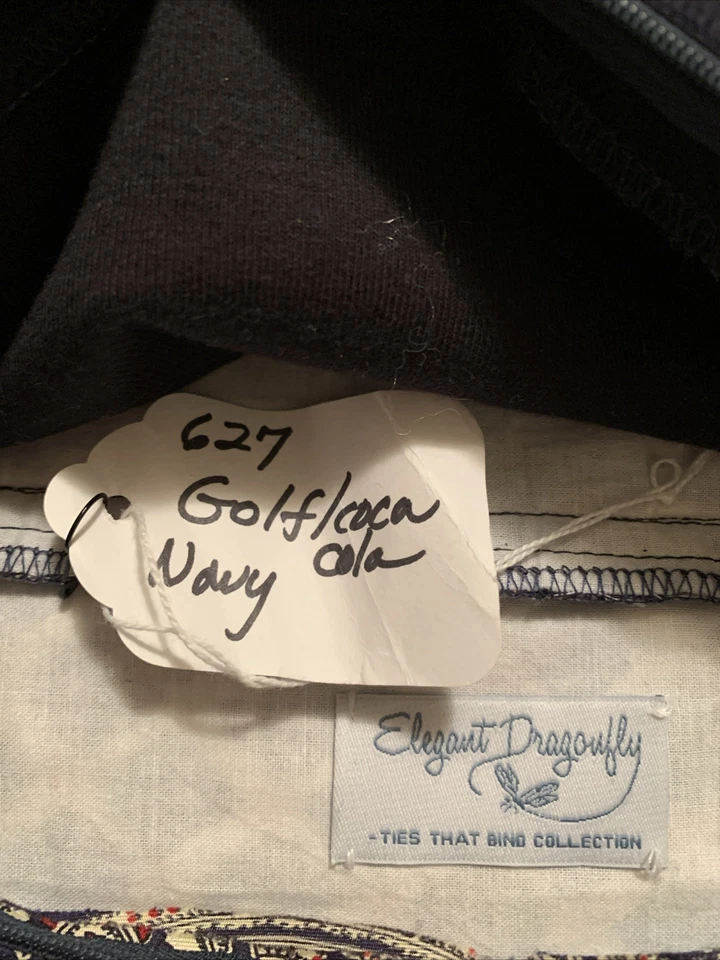 627
Golf/coca
Navy cola
Elegant Dragonfly
-TIES THAT BIND COLLECTION